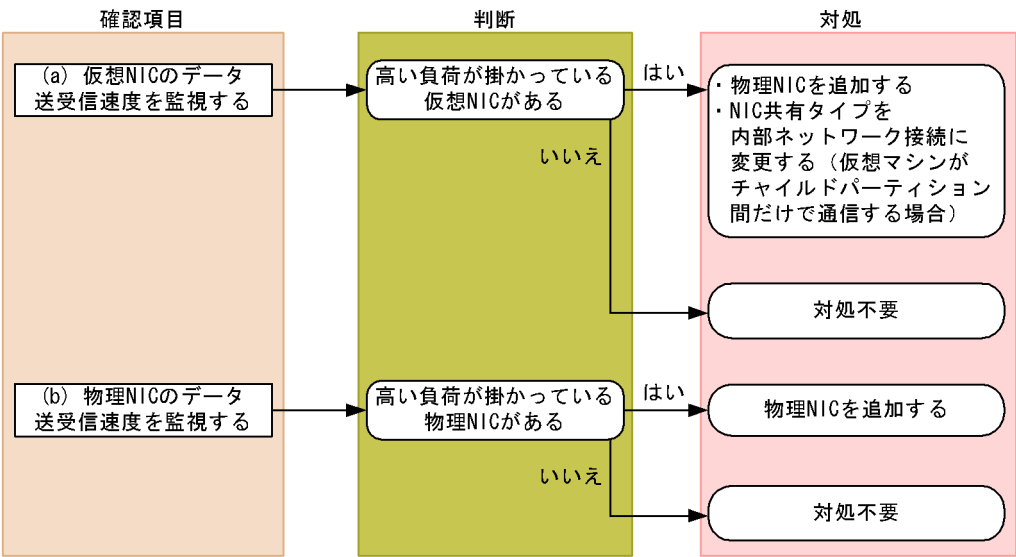 確認項目
判断
対処
(a) 仮想NICのデータ
送受信速度を監視する
高い負荷が掛かっている
仮想NICがある
はい
いいえ
・物理NICを追加する
・NIC共有タイプを
内部ネットワーク接続に
変更する（仮想マシンが
チャイルドパーティション
間だけで通信する場合）
対処不要
(b) 物理NICのデータ
送受信速度を監視する
高い負荷が掛かっている
物理NICがある
はい
いいえ
物理NICを追加する
対処不要